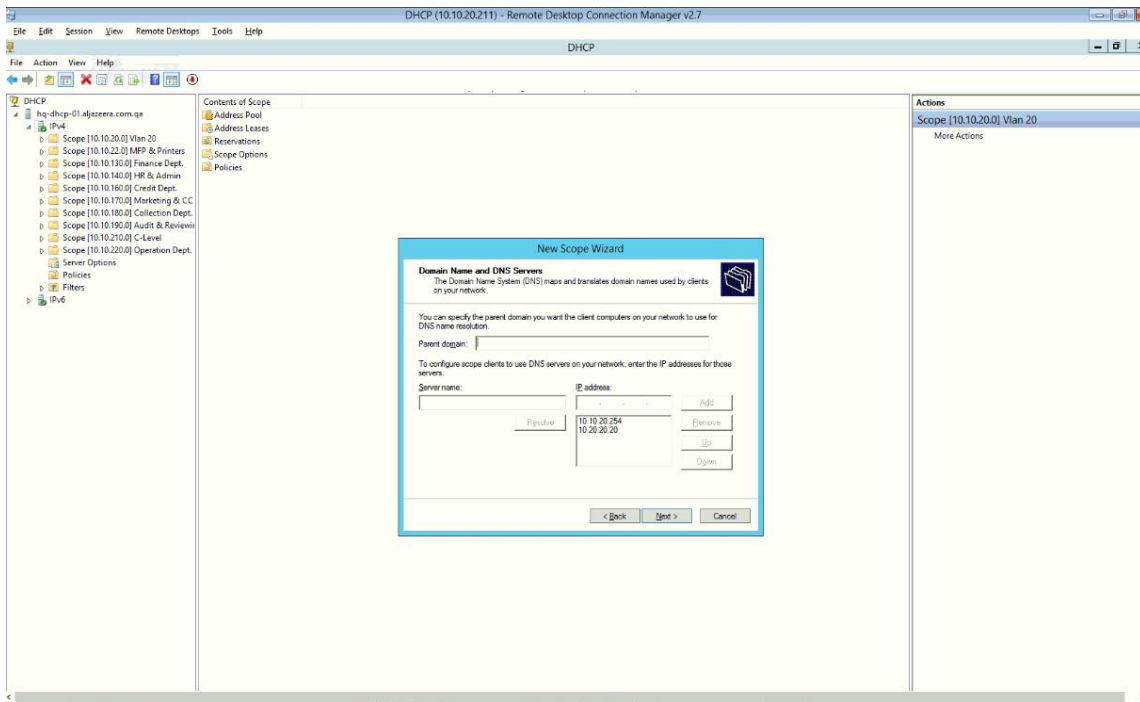 DHCP (10.10.20.211) - Remote Desktop Connection Manager v2.7
File Edit Session View Remote Desktops Tools Help
DHCP
File Action View Help
DHCP
hq-dhcp-01.aljazeera.com.qa
IPv4
Scope [10.10.20.0] Vlan 20
Scope [10.10.22.0] MFP & Printers
Scope [10.10.130.0] Finance Dept.
Scope [10.10.140.0] HR & Admin
Scope [10.10.160.0] Credit Dept.
Scope [10.10.170.0] Marketing & CC
Scope [10.10.180.0] Collection Dept.
Scope [10.10.190.0] Audit & Reviewin
Scope [10.10.210.0] C-Level
Scope [10.10.220.0] Operation Dept.
Server Options
Policies
Filters
IPv6
Contents of Scope
Address Pool
Address Leases
Reservations
Scope Options
Policies
Actions
Scope [10.10.20.0] Vlan 20
More Actions
New Scope Wizard
Domain Name and DNS Servers
The Domain Name System (DNS) maps and translates domain names used by clients
on your network.
You can specify the parent domain you want the client computers on your network to use for
DNS name resolution.
Parent domain:
To configure scope clients to use DNS servers on your network, enter the IP addresses for those
servers.
Server name: IP address:
Add
Resolve 10.10.20.254 Remove
10.20.20.20
Up
Down
< Back Next > Cancel